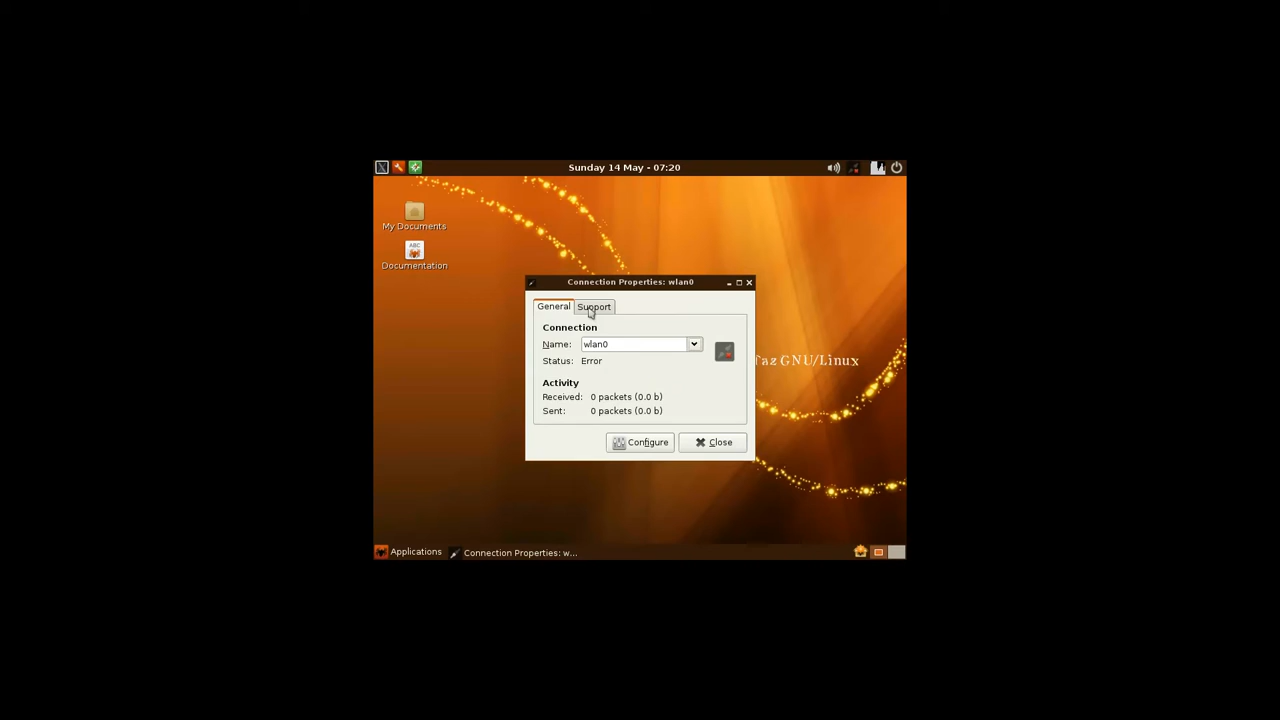 Sunday 14 May - 07:20
My Documents
ABC
Documentation
Connection Properties: wlan0
General Support
Connection
Name: wlan0
Status: Error
Taz GNU/Linux
Activity
Received: 0 packets (0.0 b)
Sent: 0 packets (0.0 b)
Configure Close
Applications Connection Properties: w...